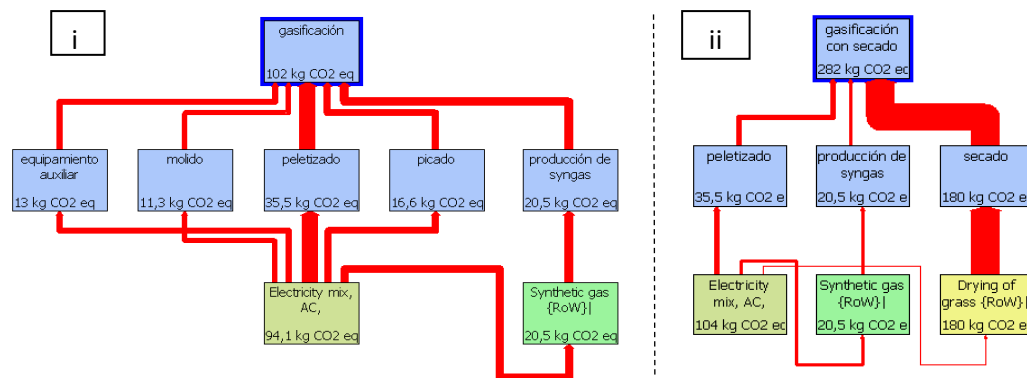 i
gasificación
102 kg CO2 eq
equipamiento
auxiliar
13 kg CO2 eq
molido
11,3 kg CO2 eq
peletizado
35,5 kg CO2 eq
picado
16,6 kg CO2 eq
producción de
syngas
20,5 kg CO2 eq
Electricity mix,
AC,
94,1 kg CO2 eq
Synthetic gas
{RoW}|
20,5 kg CO2 eq
ii
gasificación
con secado
282 kg CO2 ec
peletizado
35,5 kg CO2 e
producción de
syngas
20,5 kg CO2 e
secado
180 kg CO2 e
Electricity
mix, AC,
104 kg CO2 ec
Synthetic gas
{RoW}|
20,5 kg CO2 e
Drying of
grass {RoW}|
180 kg CO2 e